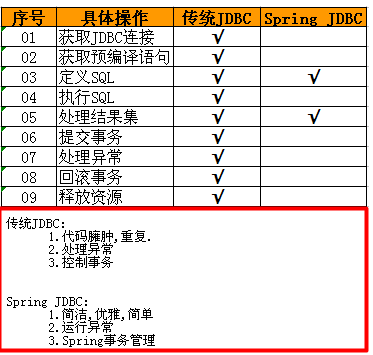 序号 具体操作 传统JDBC Spring JDBC
01 获取JDBC连接 √
02 获取预编译语句 √
03 定义SQL √ √
04 执行SQL √
05 处理结果集 √ √
06 提交事务 √
07 处理异常 √
08 回滚事务 √
09 释放资源 √
传统JDBC:
1.代码臃肿,重复.
2.处理异常
3.控制事务
Spring JDBC:
1.简洁,优雅,简单
2.运行异常
3.Spring事务管理